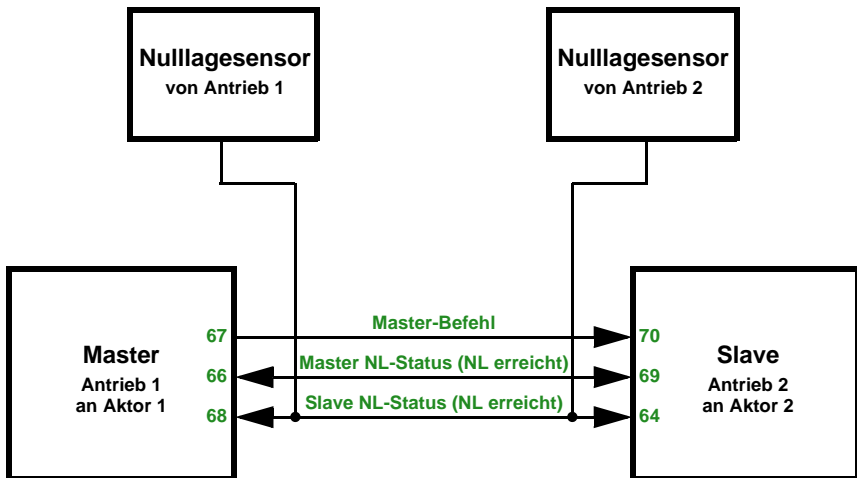 Nulllagesensor
von Antrieb 1
Nulllagesensor
von Antrieb 2
Master-Befehl
67
70
Master
Antrieb 1
an Aktor 1
Master NL-Status (NL erreicht)
66
69
Slave
Antrieb 2
an Aktor 2
Slave NL-Status (NL erreicht)
68
64